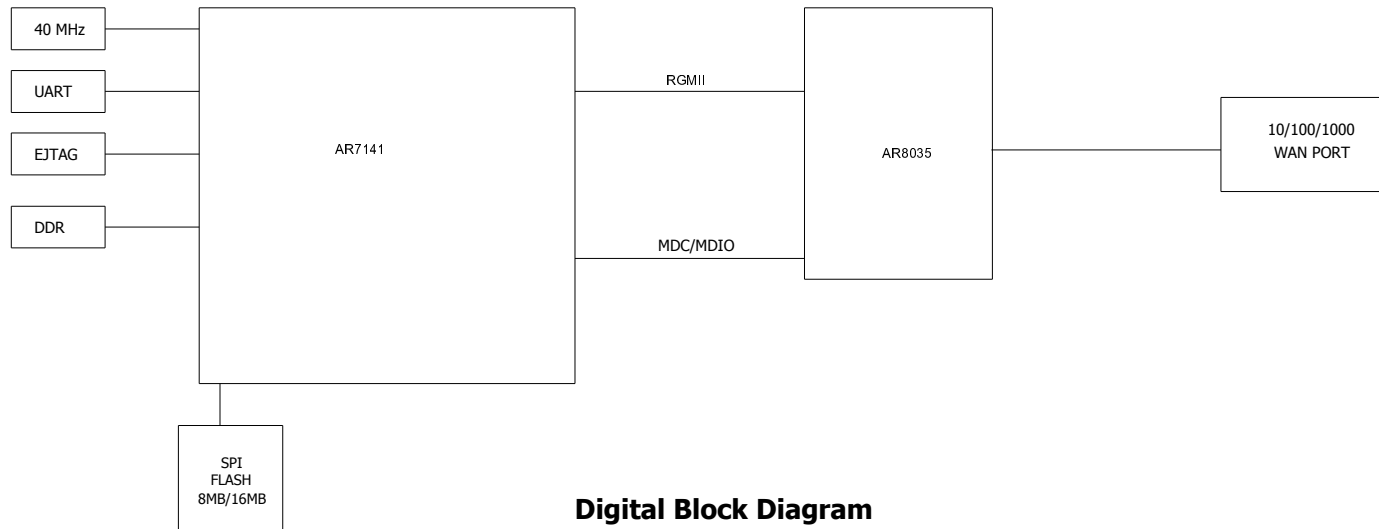 40 MHz
UART
EJTAG
DDR
AR7141
RGMII
MDC/MDIO
AR8035
10/100/1000
WAN PORT
SPI
FLASH
8MB/16MB
Digital Block Diagram